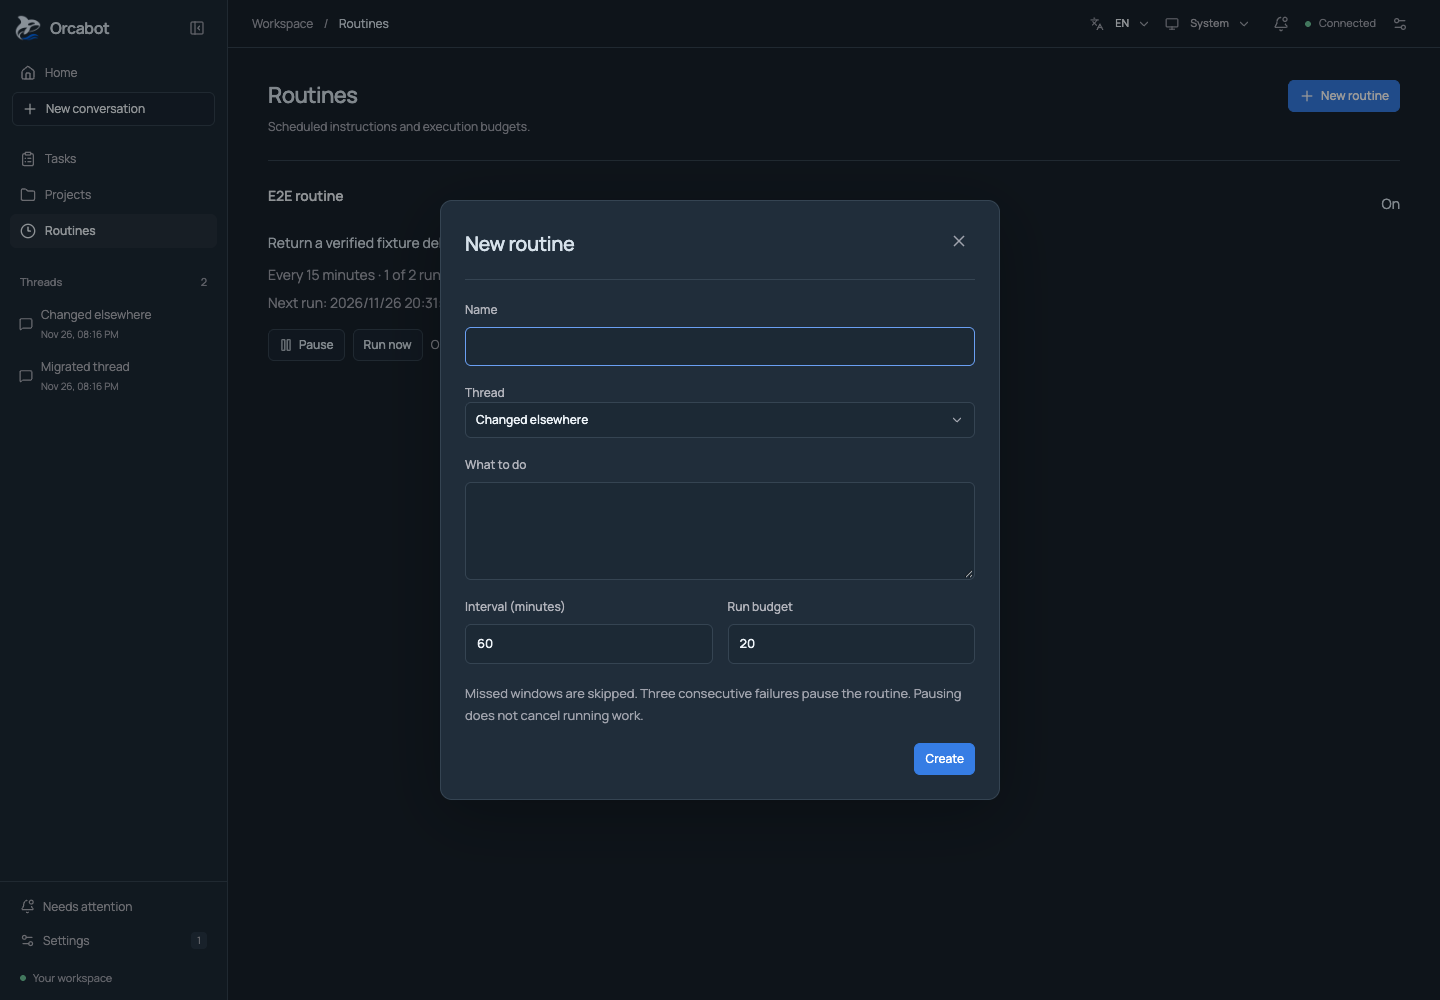 Orcabot
Workspace / Routines
EN
System
Connected
Home
New conversation
Tasks
Projects
Routines
Threads 2
Changed elsewhere
Nov 26, 08:16 PM
Migrated thread
Nov 26, 08:16 PM
Needs attention
Settings 1
Your workspace
Routines
New routine
Scheduled instructions and execution budgets.
E2E routine
On
Return a verified fixture
Every 15 minutes · 1 of 2
Next run: 2026/11/26 20:31
Pause
Run now
New routine
Name
Thread
Changed elsewhere
What to do
Interval (minutes)
Run budget
60
20
Missed windows are skipped. Three consecutive failures pause the routine. Pausing
does not cancel running work.
Create